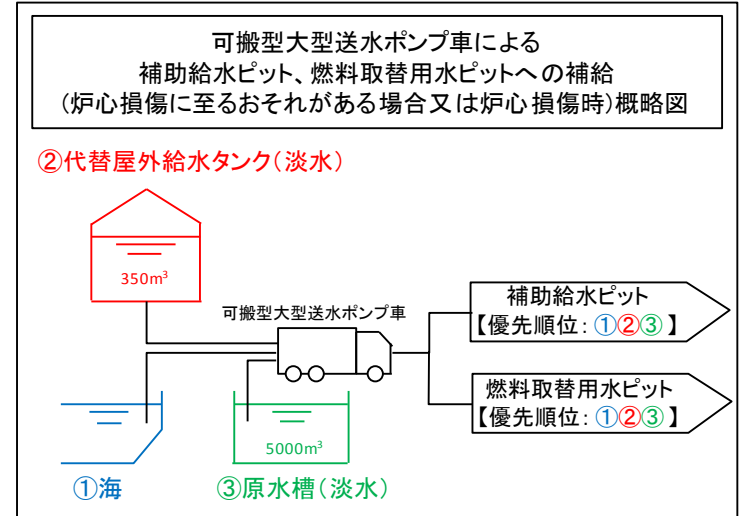 可搬型大型送水ポンプ車による
補助給水ピット、燃料取替用水ピットへの補給
(炉心損傷に至るおそれがある場合又は炉心損傷時)概略図
②代替屋外給水タンク(淡水)
350m³
可搬型大型送水ポンプ車
補助給水ピット
【優先順位:①②③】
燃料取替用水ピット
【優先順位:①②③】
5000m³
①海
③原水槽(淡水)